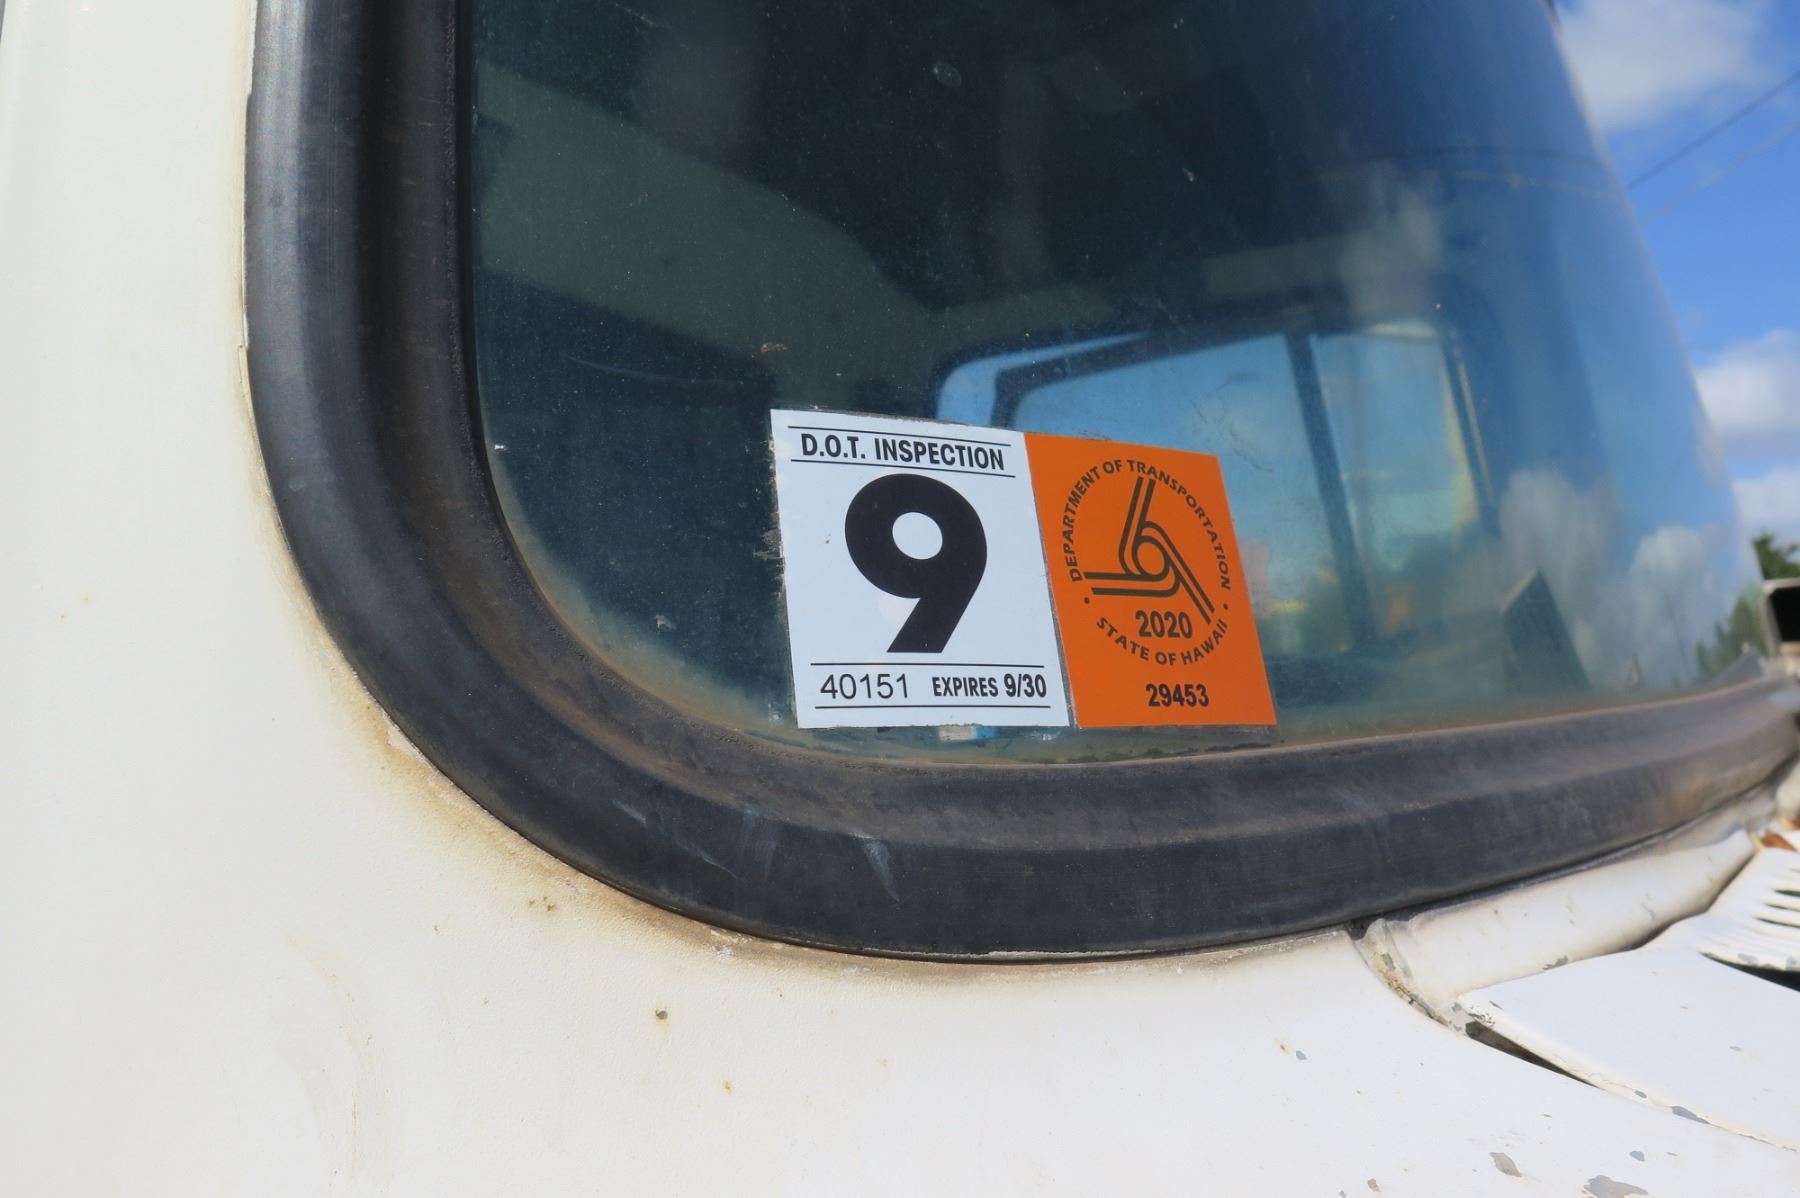 D.O.T. INSPECTION
9
40151 EXPIRES 9/30
• DEPARTMENT OF TRANSPORTATION •
2020
STATE OF HAWAII
29453